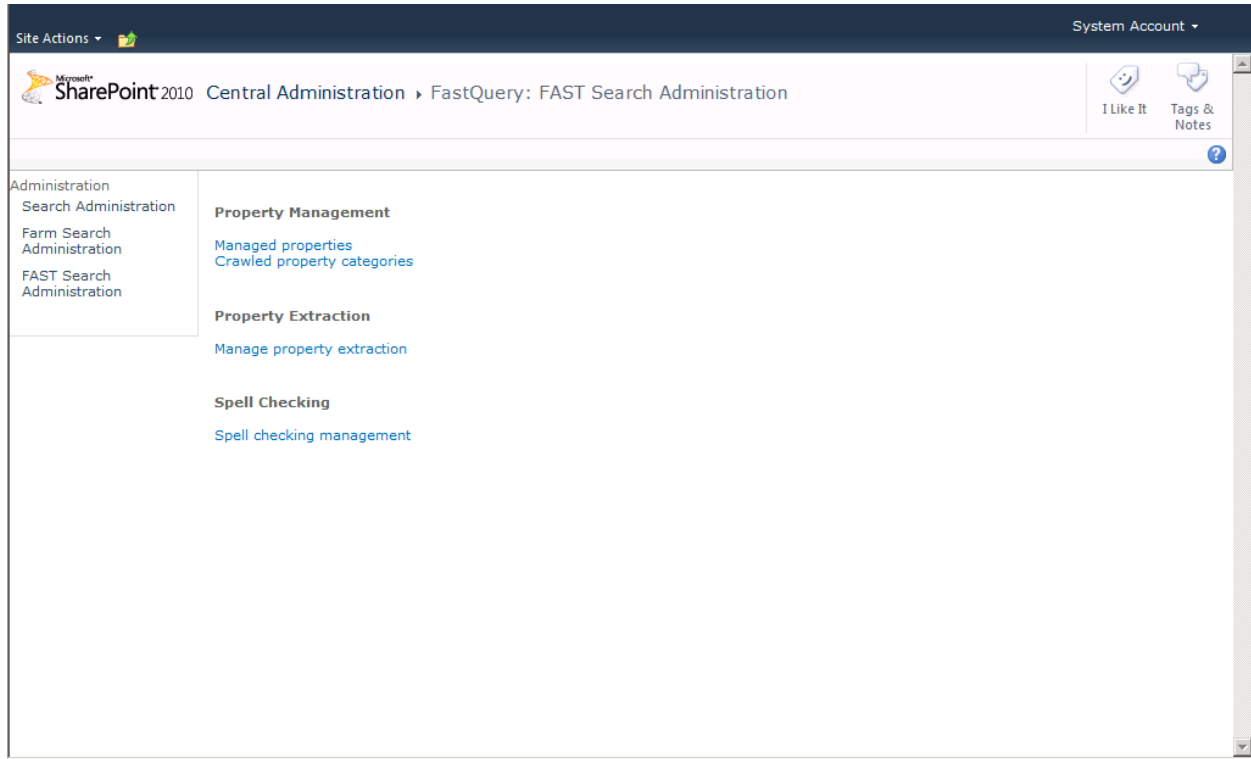 System Account
Site Actions
Microsoft
SharePoint 2010 Central Administration FastQuery: FAST Search Administration
I Like It
Tags &
Notes
Administration
Search Administration
Farm Search
Administration
FAST Search
Administration
Property Management
Managed properties
Crawled property categories
Property Extraction
Manage property extraction
Spell Checking
Spell checking management